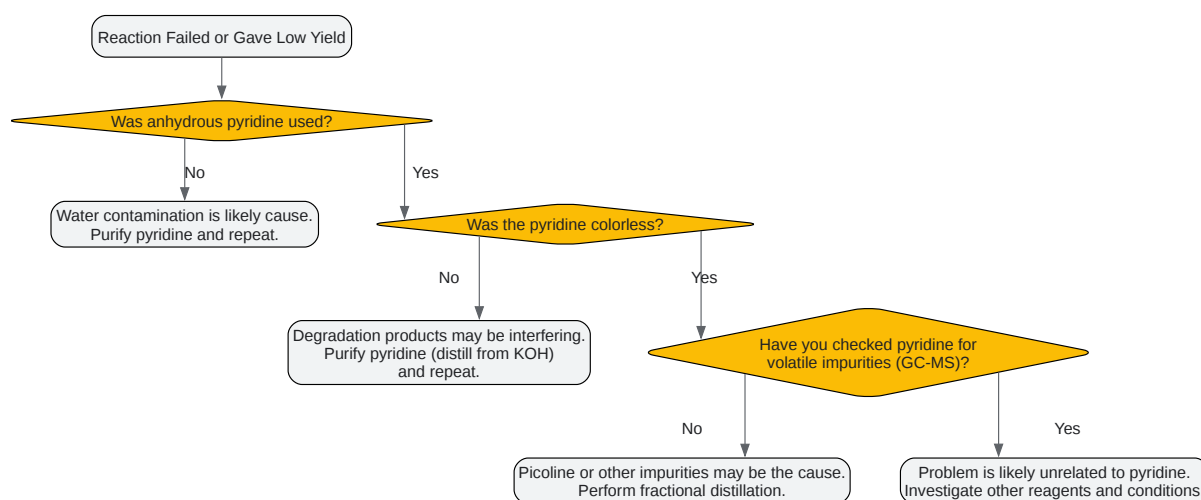 Reaction Failed or Gave Low Yield
Was anhydrous pyridine used?
No
Yes
Water contamination is likely cause.
Purify pyridine and repeat.
Was the pyridine colorless?
No
Yes
Degradation products may be interfering.
Purify pyridine (distill from KOH)
and repeat.
Have you checked pyridine for
volatile impurities (GC-MS)?
No
Yes
Picoline or other impurities may be the cause.
Perform fractional distillation.
Problem is likely unrelated to pyridine.
Investigate other reagents and conditions